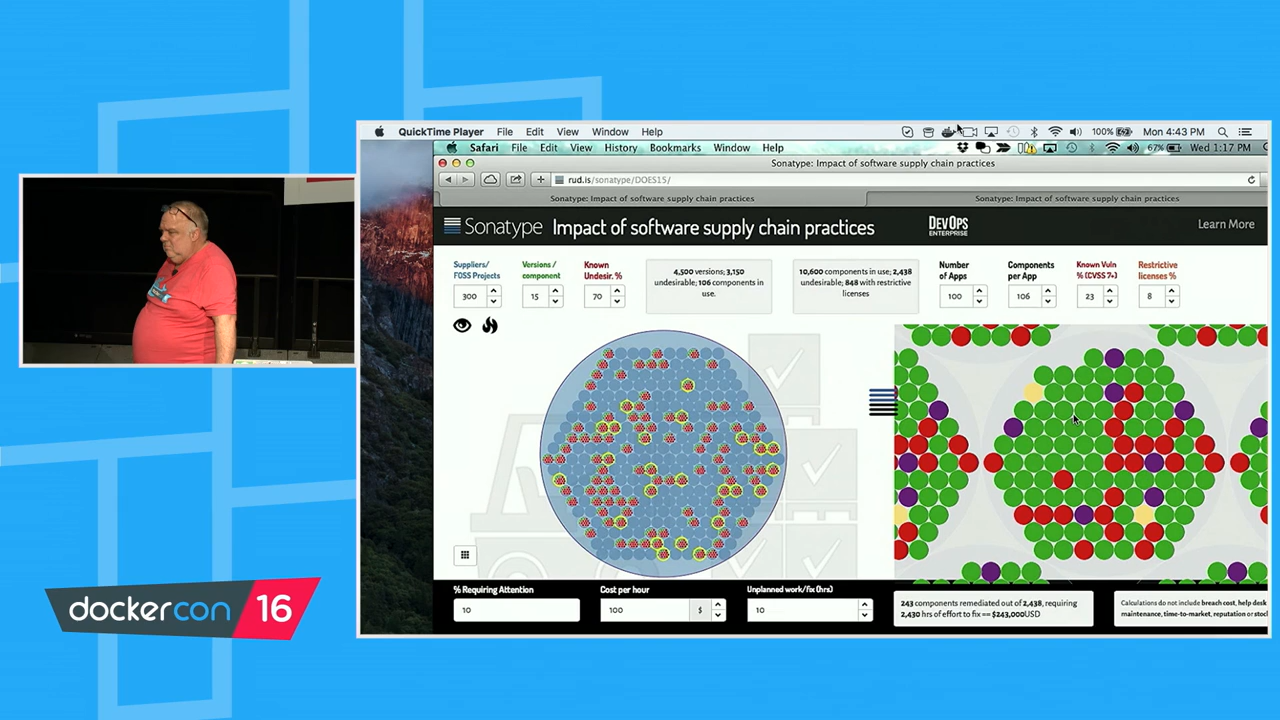 QuickTime Player File Edit View Window Help 100% Mon 4:43 PM
Safari File Edit View History Bookmarks Window Help 67% Wed 1:17 PM
Sonatype: Impact of software supply chain practices
rud.is/sonatype/DOES15/
Sonatype: Impact of software supply chain practices
Sonatype: Impact of software supply chain practices
Sonatype Impact of software supply chain practices
DEVOPS
ENTERPRISE
Learn More
Suppliers/
FOSS Projects
300
Versions/
component
15
Known
Undesir. %
70
4,500 versions; 3,150
undesirable; 106 components in
use.
10,600 components in use; 2,438
undesirable; 848 with restrictive
licenses
Number
of Apps
100
Components
per App
106
Known Vuln
% (CVSS 7+)
23
Restrictive
licenses %
8
% Requiring Attention
10
Cost per hour
100 $
Unplanned work/fix (hrs)
10
243 components remediated out of 2,438, requiring
2,430 hrs of effort to fix == $243,000USD
Calculations do not include breach cost, help desk
maintenance, time-to-market, reputation or
dockercon 16